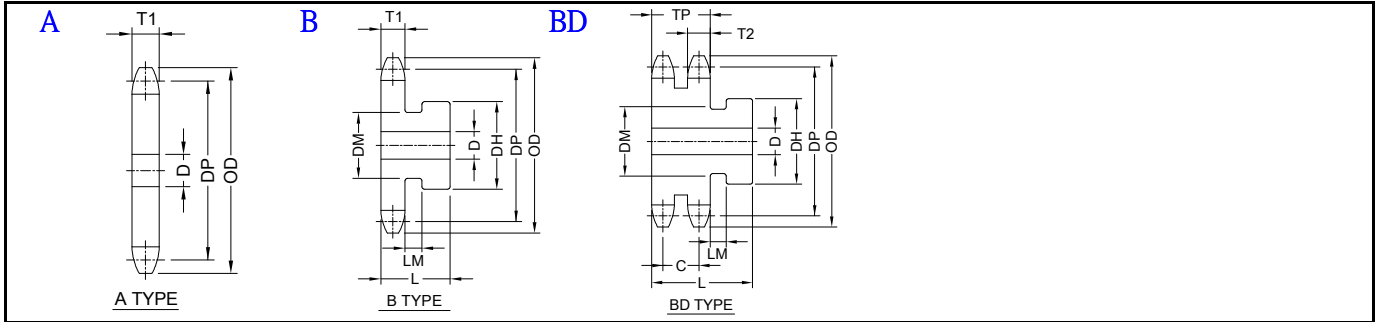 A
T1
D
DP
OD
A TYPE
B
T1
DM
D
DH
DP
OD
LM
L
B TYPE
BD
TP
T2
DM
D
DH
DP
OD
LM
C
L
BD TYPE